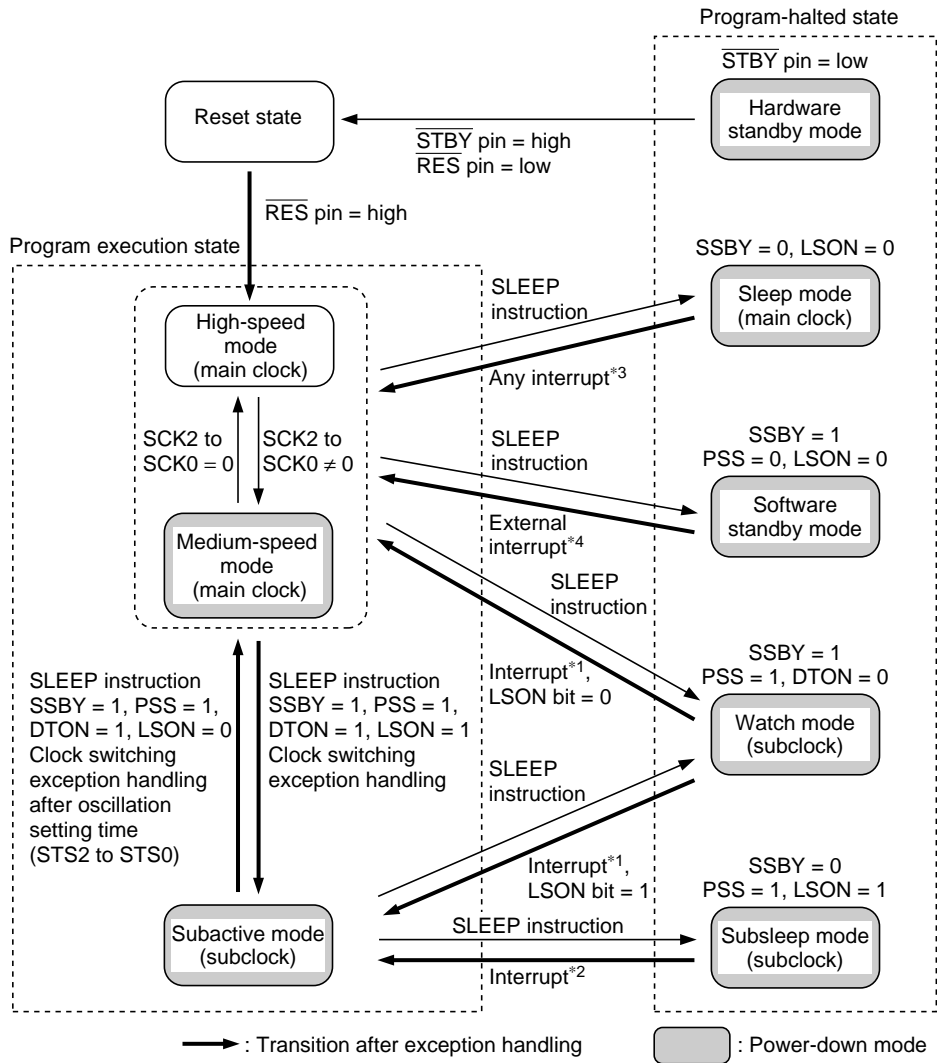 Program-halted state
STBY pin = low
Hardware
standby mode
Reset state
STBY pin = high
RES pin = low
RES pin = high
Program execution state
SSBY = 0, LSON = 0
Sleep mode
(main clock)
SLEEP
instruction
Any interrupt*3
High-speed
mode
(main clock)
SCK2 to
SCK0 = 0
SCK2 to
SCK0 ≠ 0
Medium-speed
mode
(main clock)
SLEEP
instruction
External
interrupt*4
SSBY = 1
PSS = 0, LSON = 0
Software
standby mode
SLEEP
instruction
Interrupt*1,
LSON bit = 0
SSBY = 1
PSS = 1, DTON = 0
Watch mode
(subclock)
SLEEP instruction
SSBY = 1, PSS = 1,
DTON = 1, LSON = 0
Clock switching
exception handling
after oscillation
setting time
(STS2 to STS0)
SLEEP instruction
SSBY = 1, PSS = 1,
DTON = 1, LSON = 1
Clock switching
exception handling
SLEEP
instruction
Interrupt*1,
LSON bit = 1
SSBY = 0
PSS = 1, LSON = 1
Subsleep mode
(subclock)
Subactive mode
(subclock)
SLEEP instruction
Interrupt*2
: Transition after exception handling
: Power-down mode